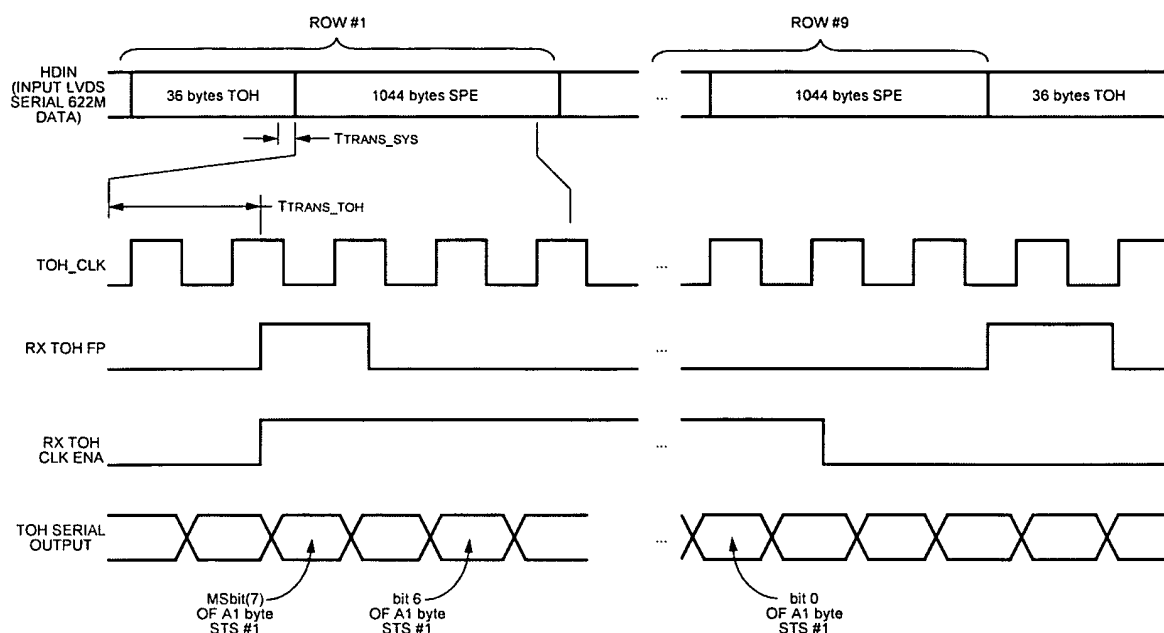 ROW #1
ROW #9
HDIN
(INPUT LVDS
SERIAL 622M
DATA)
36 bytes TOH
1044 bytes SPE
...
1044 bytes SPE
36 bytes TOH
TTRANS_SYS
TTRANS_TOH
TOH_CLK
...
RX TOH FP
...
RX TOH
CLK ENA
...
TOH SERIAL
OUTPUT
...
MSbit(7)
OF A1 byte
STS #1
bit 6
OF A1 byte
STS #1
bit 0
OF A1 byte
STS #1